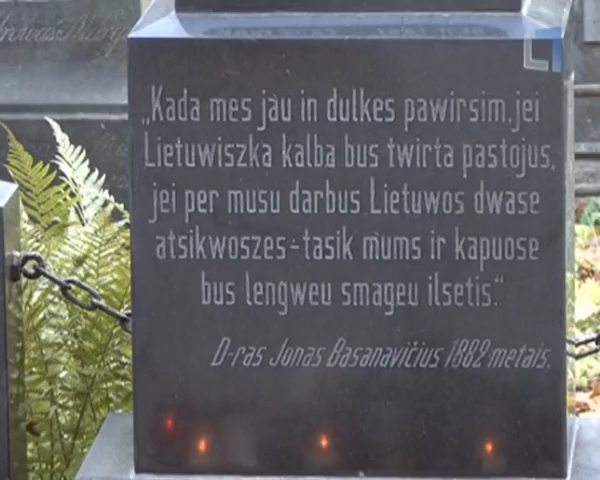 „Kada mes jau in dulkes pawirsim, jei
Lietuwiszka kalba bus twirta pastojus,
jei per musu darbus Lietuwos dwase
atsikwoszes-tasik mums ir kapuose
bus lengweu smageu ilsetis.“
D-ras Jonas Basanavičius 1882 metais.